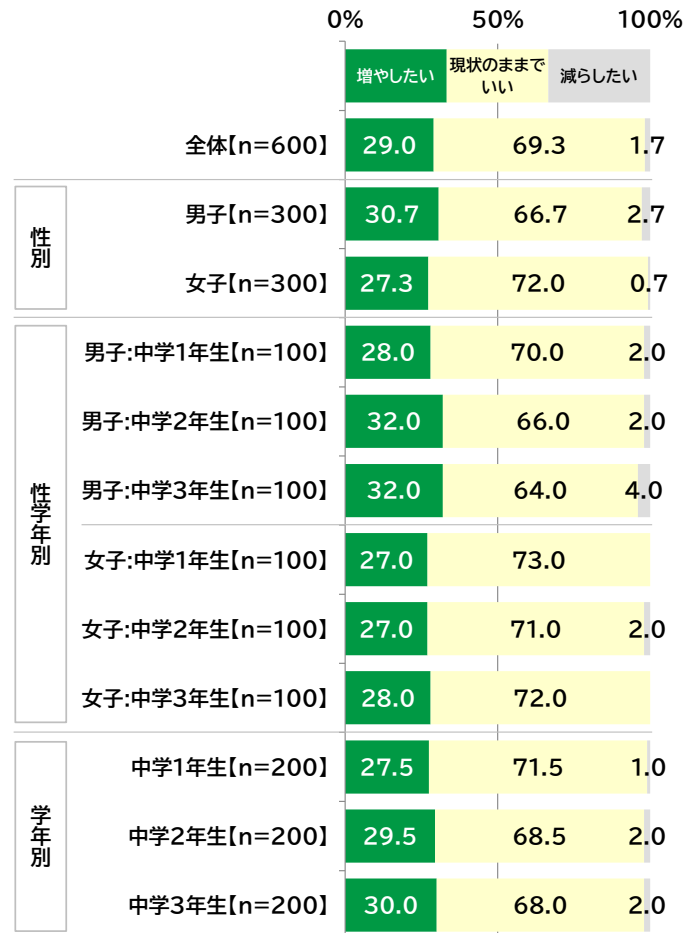 0% 50% 100%
増やしたい 現状のままで
いい 減らしたい
全体【n=600】 29.0 69.3 1.7
性別
男子【n=300】 30.7 66.7 2.7
女子【n=300】 27.3 72.0 0.7
性学年別
男子:中学1年生【n=100】 28.0 70.0 2.0
男子:中学2年生【n=100】 32.0 66.0 2.0
男子:中学3年生【n=100】 32.0 64.0 4.0
女子:中学1年生【n=100】 27.0 73.0
女子:中学2年生【n=100】 27.0 71.0 2.0
女子:中学3年生【n=100】 28.0 72.0
学年別
中学1年生【n=200】 27.5 71.5 1.0
中学2年生【n=200】 29.5 68.5 2.0
中学3年生【n=200】 30.0 68.0 2.0